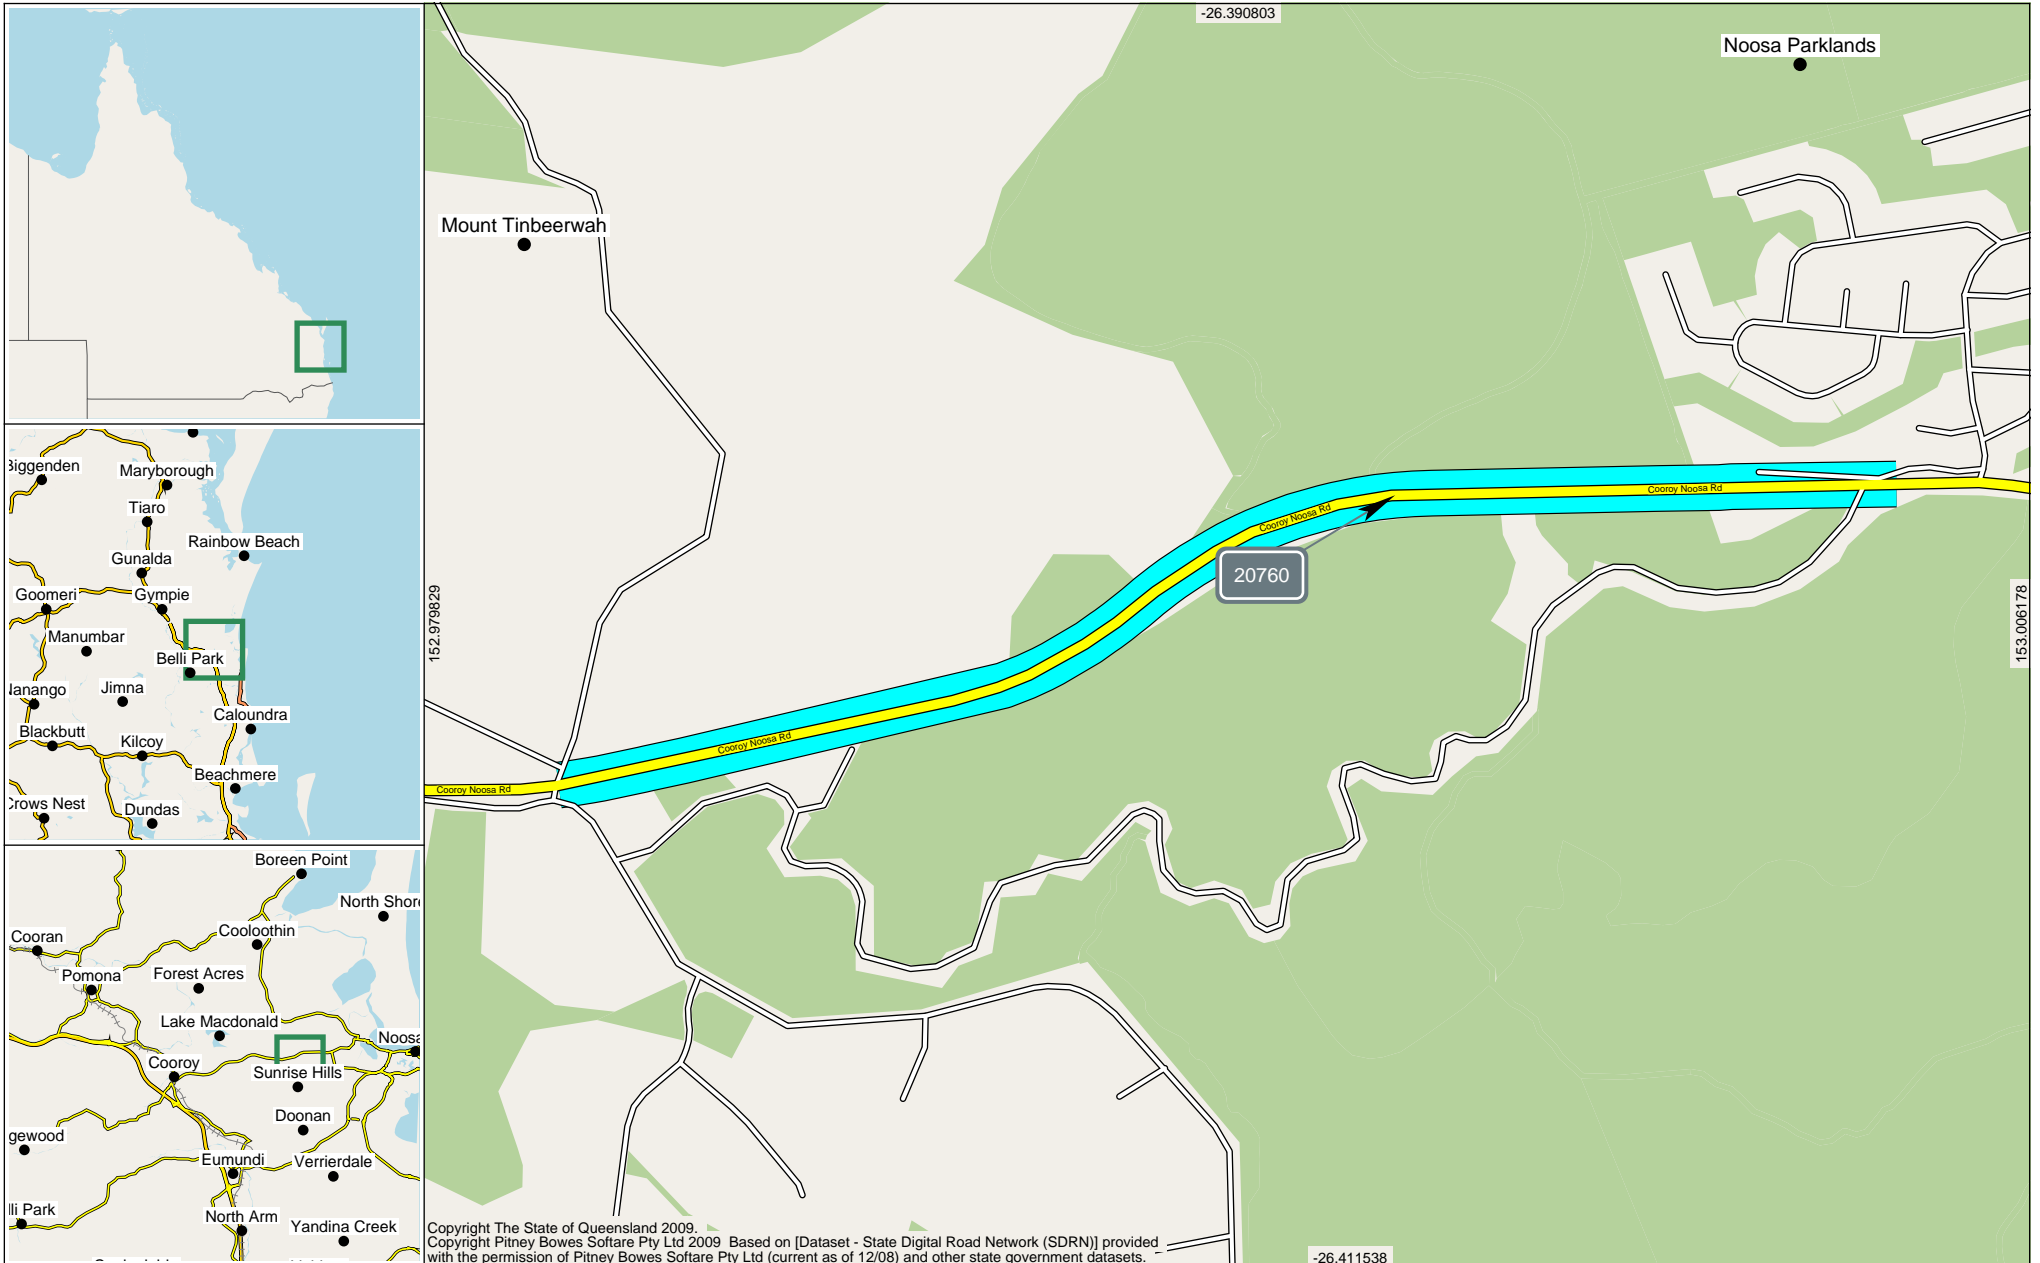 Biggenden
Maryborough
Tiaro
Rainbow Beach
Gunalda
Goomeri
Gympie
Manumbar
Belli Park
Nanango
Jimna
Caloundra
Blackbutt
Kilcoy
Beachmere
Crows Nest
Dundas
Boreen Point
North Shore
Cooran
Cooloothin
Pomona
Forest Acres
Lake Macdonald
Noosa
Cooroy
Sunrise Hills
Doonan
gewood
Eumundi
Verrierdale
lli Park
North Arm
Yandina Creek
-26.390803
Noosa Parklands
Mount Tinbeerwah
Cooroy Noosa Rd
Cooroy Noosa Rd
20760
152.979829
153.006178
Cooroy Noosa Rd
Cooroy Noosa Rd
Copyright The State of Queensland 2009.
Copyright Pitney Bowes Softare Pty Ltd 2009 Based on [Dataset - State Digital Road Network (SDRN)] provided
with the permission of Pitney Bowes Softare Pty Ltd (current as of 12/08) and other state government datasets.
-26.411538